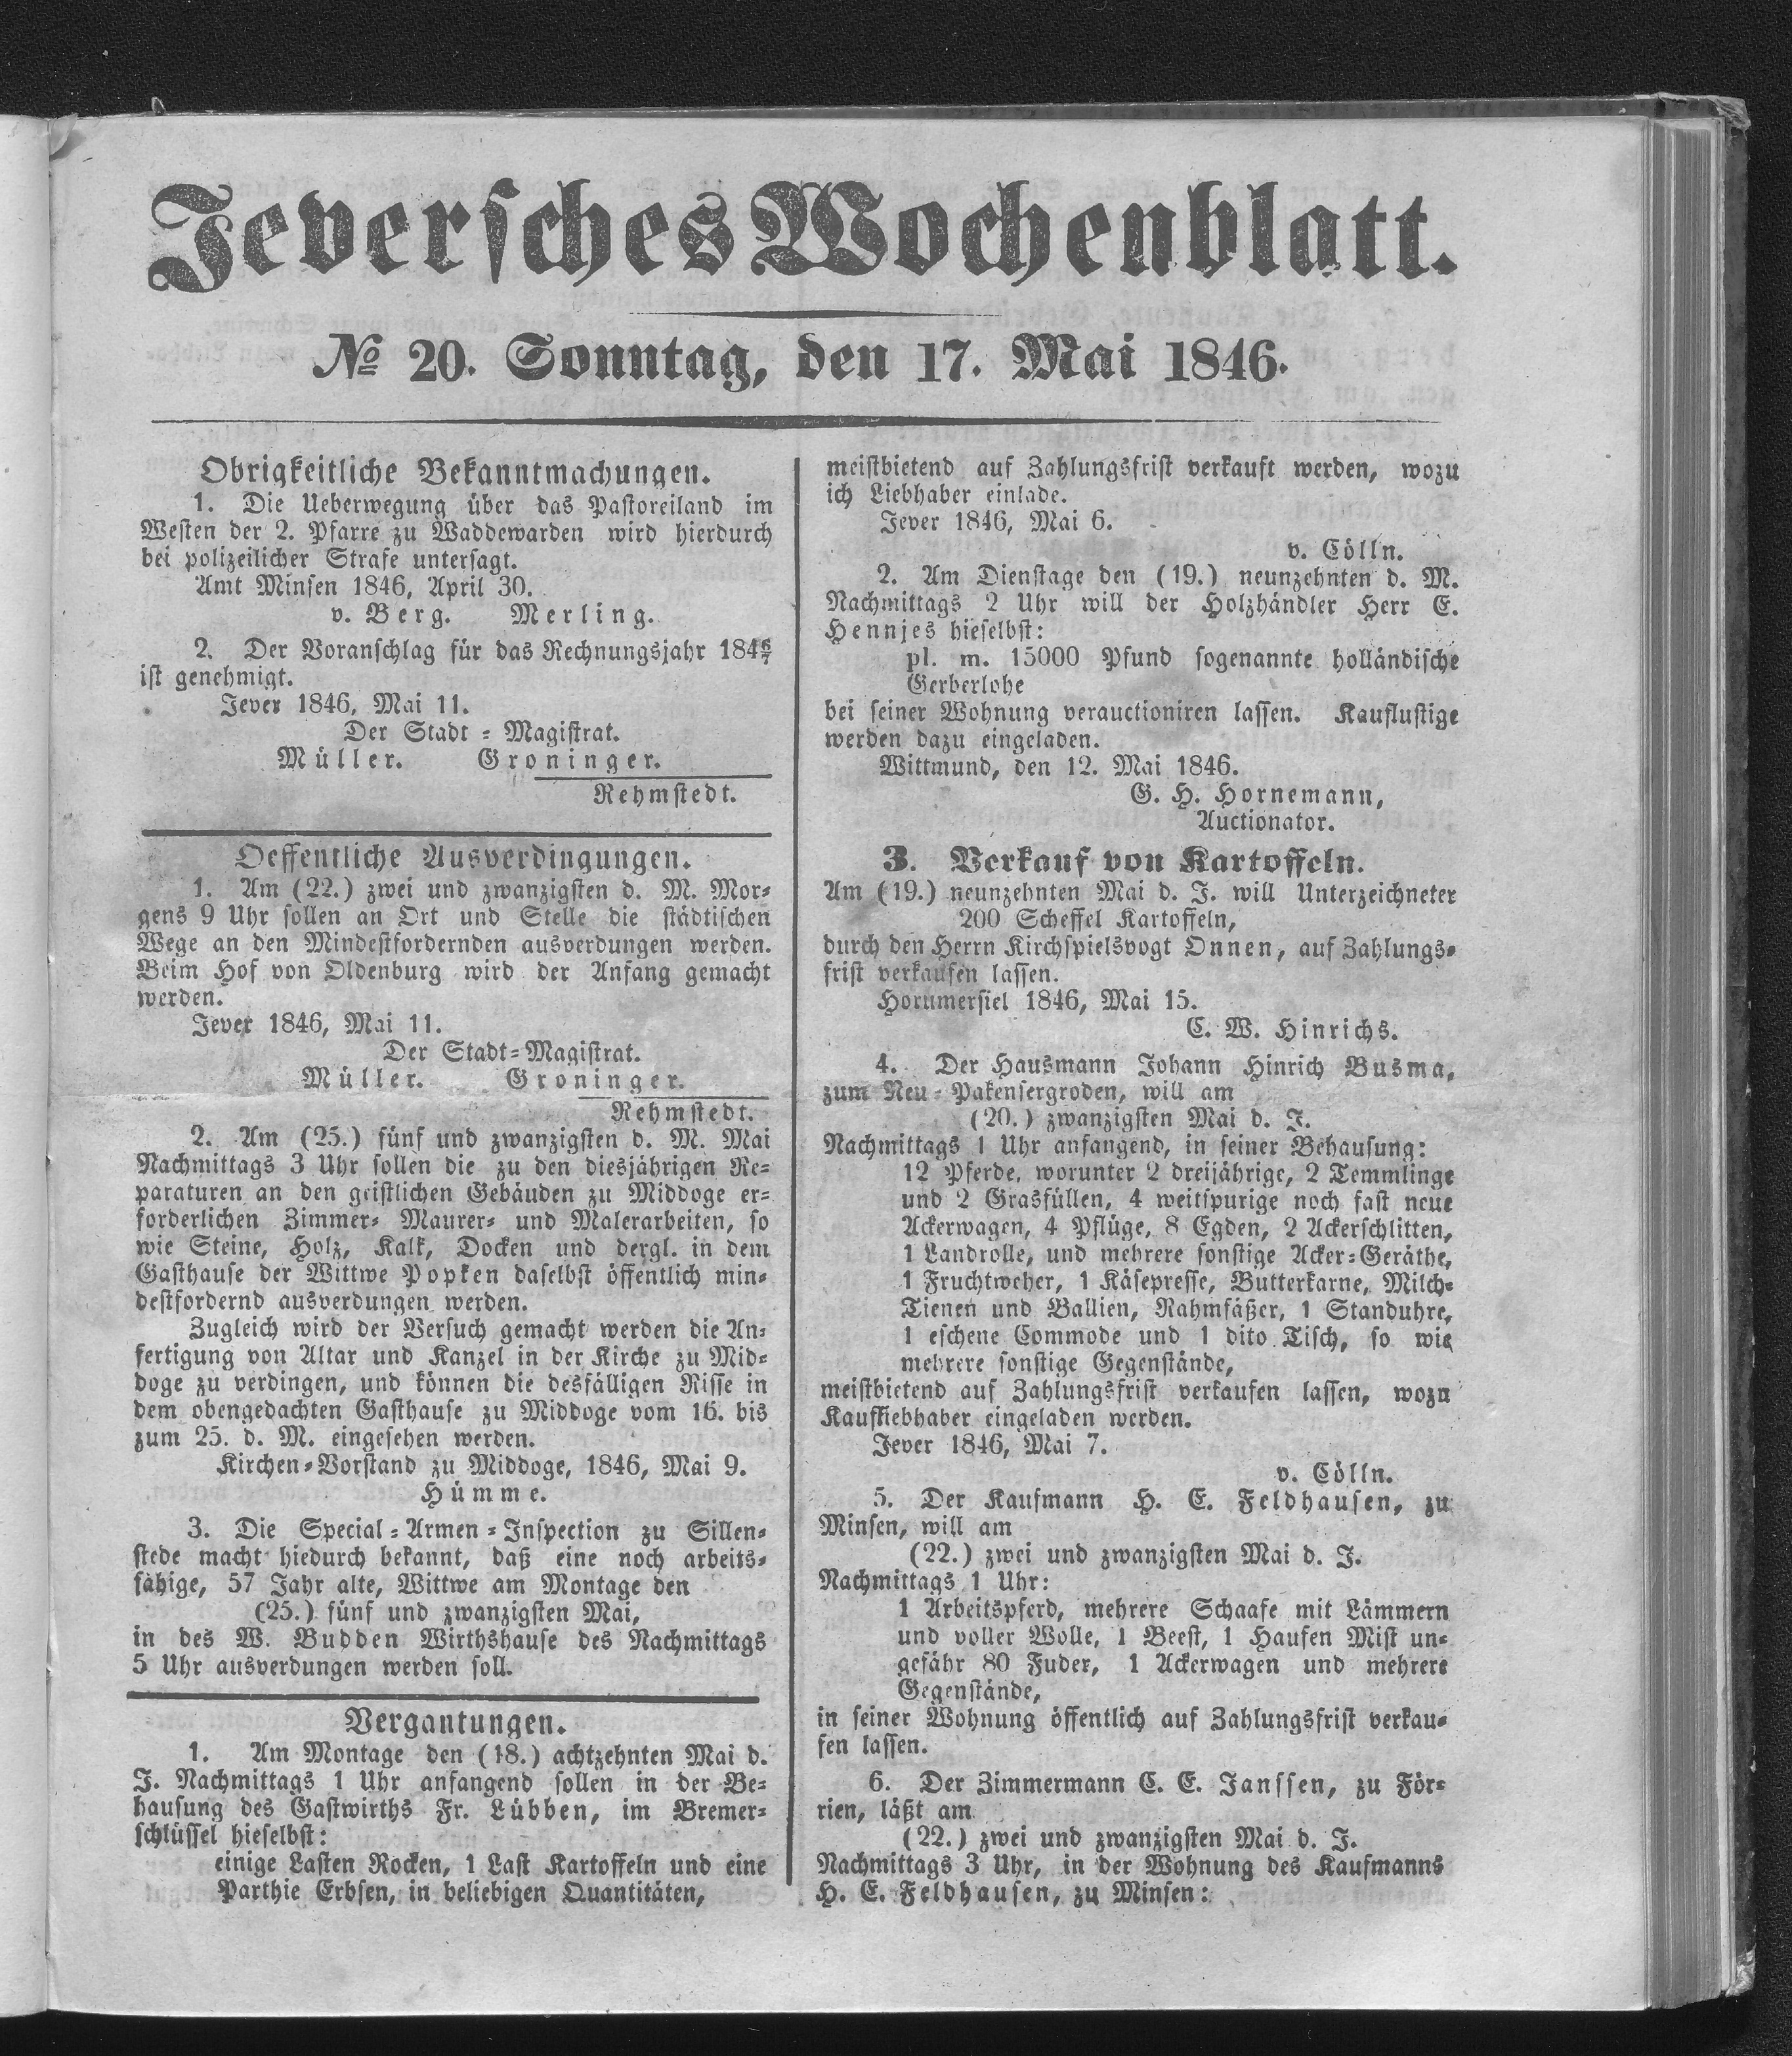 Jeversches Wochenblatt.
№ 20. Sonntag, den 17. Mai 1846.
Obrigkeitliche Bekanntmachungen.
1. Die Ueberwegung über das Pastoreiland im
Westen der 2. Pfarre zu Waddewarden wird hierdurch
bei polizeilicher Strafe untersagt.
Amt Minsen 1846, April 30.
v. Berg. Merling.
2. Der Voranschlag für das Rechnungsjahr 184 6/7
ist genehmigt.
Jever 1846, Mai 11.
Der Stadt = Magistrat.
Müller. Groninger.
Rehmstedt.
Oeffentliche Ausverdingungen.
1. Am (22.) zwei und zwanzigsten d. M. Mor=
gens 9 Uhr sollen an Ort und Stelle die städtischen
Wege an den Mindestfordernden ausverdungen werden.
Beim Hof von Oldenburg wird der Anfang gemacht
werden.
Jever 1846, Mai 11.
Der Stadt=Magistrat.
Müller. Groninger.
Rehmstedt.
2. Am (25.) fünf und zwanzigsten d. M. Mai
Nachmittags 3 Uhr sollen die zu den diesjährigen Re=
paraturen an den geistlichen Gebäuden zu Middoge er=
forderlichen Zimmer= Maurer= und Malerarbeiten, so
wie Steine, Holz, Kalk, Docken und dergl. in dem
Gasthause der Wittwe Popken daselbst öffentlich min=
destfordernd ausverdungen werden.
Zugleich wird der Versuch gemacht werden die An=
fertigung von Altar und Kanzel in der Kirche zu Mid=
doge zu verdingen, und können die desfälligen Risse in
dem obengedachten Gasthause zu Middoge vom 16. bis
zum 25. d. M. eingesehen werden.
Kirchen=Vorstand zu Middoge, 1846, Mai 9.
Hümme.
3. Die Special = Armen = Inspection zu Sillen=
stede macht hiedurch bekannt, daß eine noch arbeits=
fähige, 57 Jahr alte, Wittwe am Montage den
(25.) fünf und zwanzigsten Mai,
in des W. Budden Wirthshause des Nachmittags
5 Uhr ausverdungen werden soll.
Vergantungen.
1. Am Montage den (18.) achtzehnten Mai d.
J. Nachmittags 1 Uhr anfangend sollen in der Be=
hausung des Gastwirths Fr. Lübben, im Bremer=
schlüssel hieselbst:
einige Lasten Rocken, 1 Last Kartoffeln und eine
Parthie Erbsen, in beliebigen Quantitäten,
meistbietend auf Zahlungsfrist verkauft werden, wozu
ich Liebhaber einlade.
Jever 1846, Mai 6.
v. Cölln.
2. Am Dienstage den (19.) neunzehnten d. M.
Nachmittags 2 Uhr will der Holzhändler Herr E.
Hennjes hieselbst:
pl. m. 15000 Pfund sogenannte holländische
Gerberlohe
bei seiner Wohnung verauctioniren lassen. Kauflustige
werden dazu eingeladen.
Wittmund, den 12. Mai 1846.
G. H. Hornemann,
Auctionator.
3. Verkauf von Kartoffeln.
Am (19.) neunzehnten Mai d. J. will Unterzeichneter
200 Scheffel Kartoffeln,
durch den Herrn Kirchspielsvogt Onnen, auf Zahlungs=
frist verkaufen lassen.
Horumersiel 1846, Mai 15.
C. W. Hinrichs.
4. Der Hausmann Johann Hinrich Busma,
zum Neu = Pakensergroden, will am
(20.) zwanzigsten Mai d. J.
Nachmittags 1 Uhr anfangend, in seiner Behausung:
12 Pferde, worunter 2 dreijährige, 2 Temmlinge
und 2 Grasfüllen, 4 weitspurige noch fast neue
Ackerwagen, 4 Pflüge, 8 Egden, 2 Ackerschlitten,
1 Landrolle, und mehrere sonstige Acker=Geräthe,
1 Fruchtweher, 1 Käsepresse, Butterkarne, Milch=
Tienen und Ballien, Rahmfäßer, 1 Standuhre,
1 eschene Commode und 1 dito Tisch, so wie
mehrere sonstige Gegenstände,
meistbietend auf Zahlungsfrist verkaufen lassen, wozu
Kaufliebhaber eingeladen werden.
Jever 1846, Mai 7.
v. Cölln.
5. Der Kaufmann H. E. Feldhausen, zu
Minsen, will am
(22.) zwei und zwanzigsten Mai d. J.
Nachmittags 1 Uhr:
1 Arbeitspferd, mehrere Schaafe mit Lämmern
und voller Wolle, 1 Beest, 1 Haufen Mist un=
gefähr 80 Fuder, 1 Ackerwagen und mehrere
Gegenstände,
in seiner Wohnung öffentlich auf Zahlungsfrist verkau=
fen lassen.
6. Der Zimmermann C. E. Janssen, zu För=
rien, läßt am
(22.) zwei und zwanzigsten Mai d. J.
Nachmittags 3 Uhr, in der Wohnung des Kaufmanns
H. E. Feldhausen, zu Minsen: